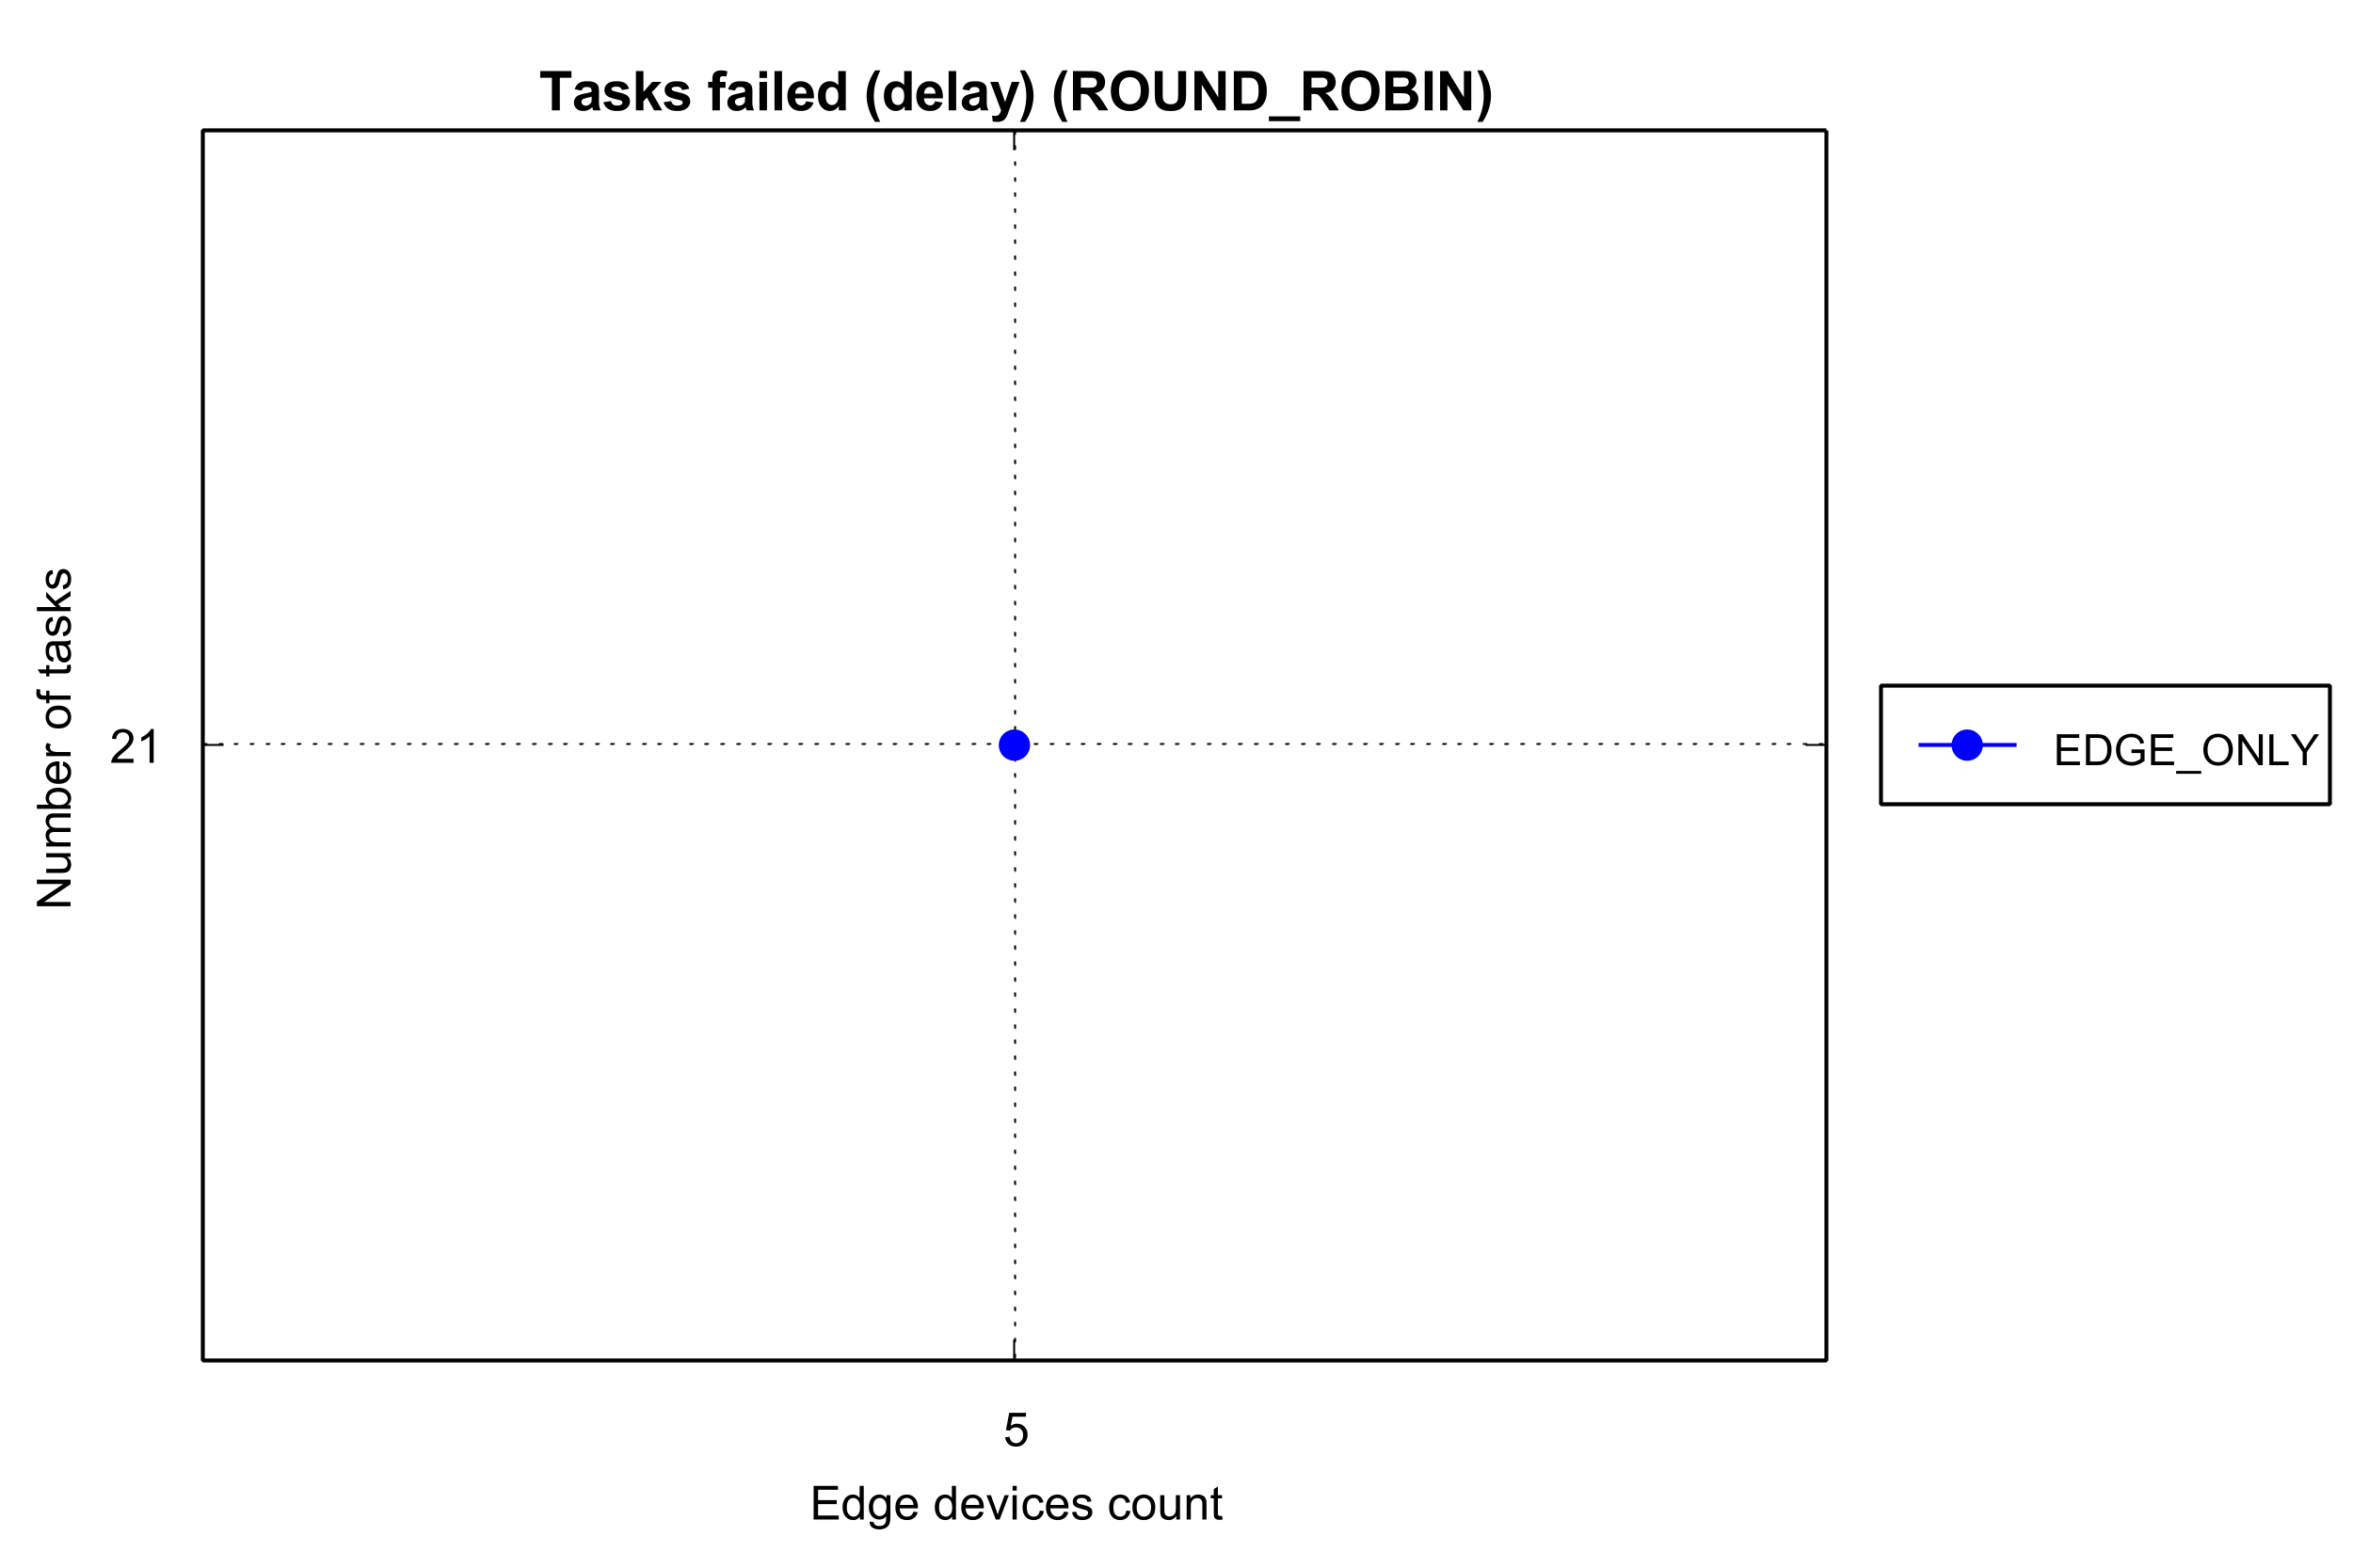 Tasks failed (delay) (ROUND_ROBIN)
Number of tasks
21
EDGE_ONLY
5
Edge devices count